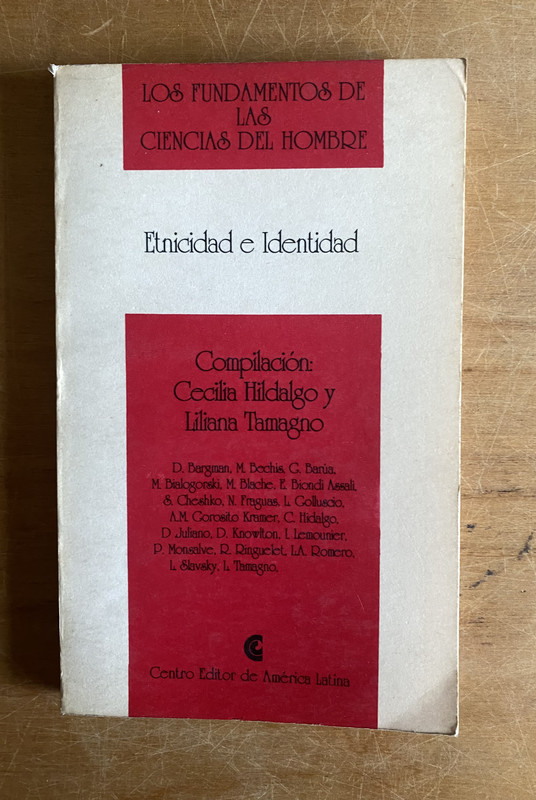 LOS FUNDAMENTOS DE
LAS
CIENCIAS DEL HOMBRE
Etnicidad e Identidad
Compilación:
Cecilia Hildalgo y
Liliana Tamagno
D. Bargman, M. Bechis, G. Barúa,
M. Bialogorski, M. Blache, E. Biondi Assali,
S. Cheshko, N. Fraguas, L. Golluscio,
A.M. Gorosito Kramer, C. Hidalgo,
D Juliano, D. Knowlton, I. Lemounier,
P. Monsalve, R. Ringuelet, L.A. Romero,
L. Slavsky, L. Tamagno,
Centro Editor de América Latina